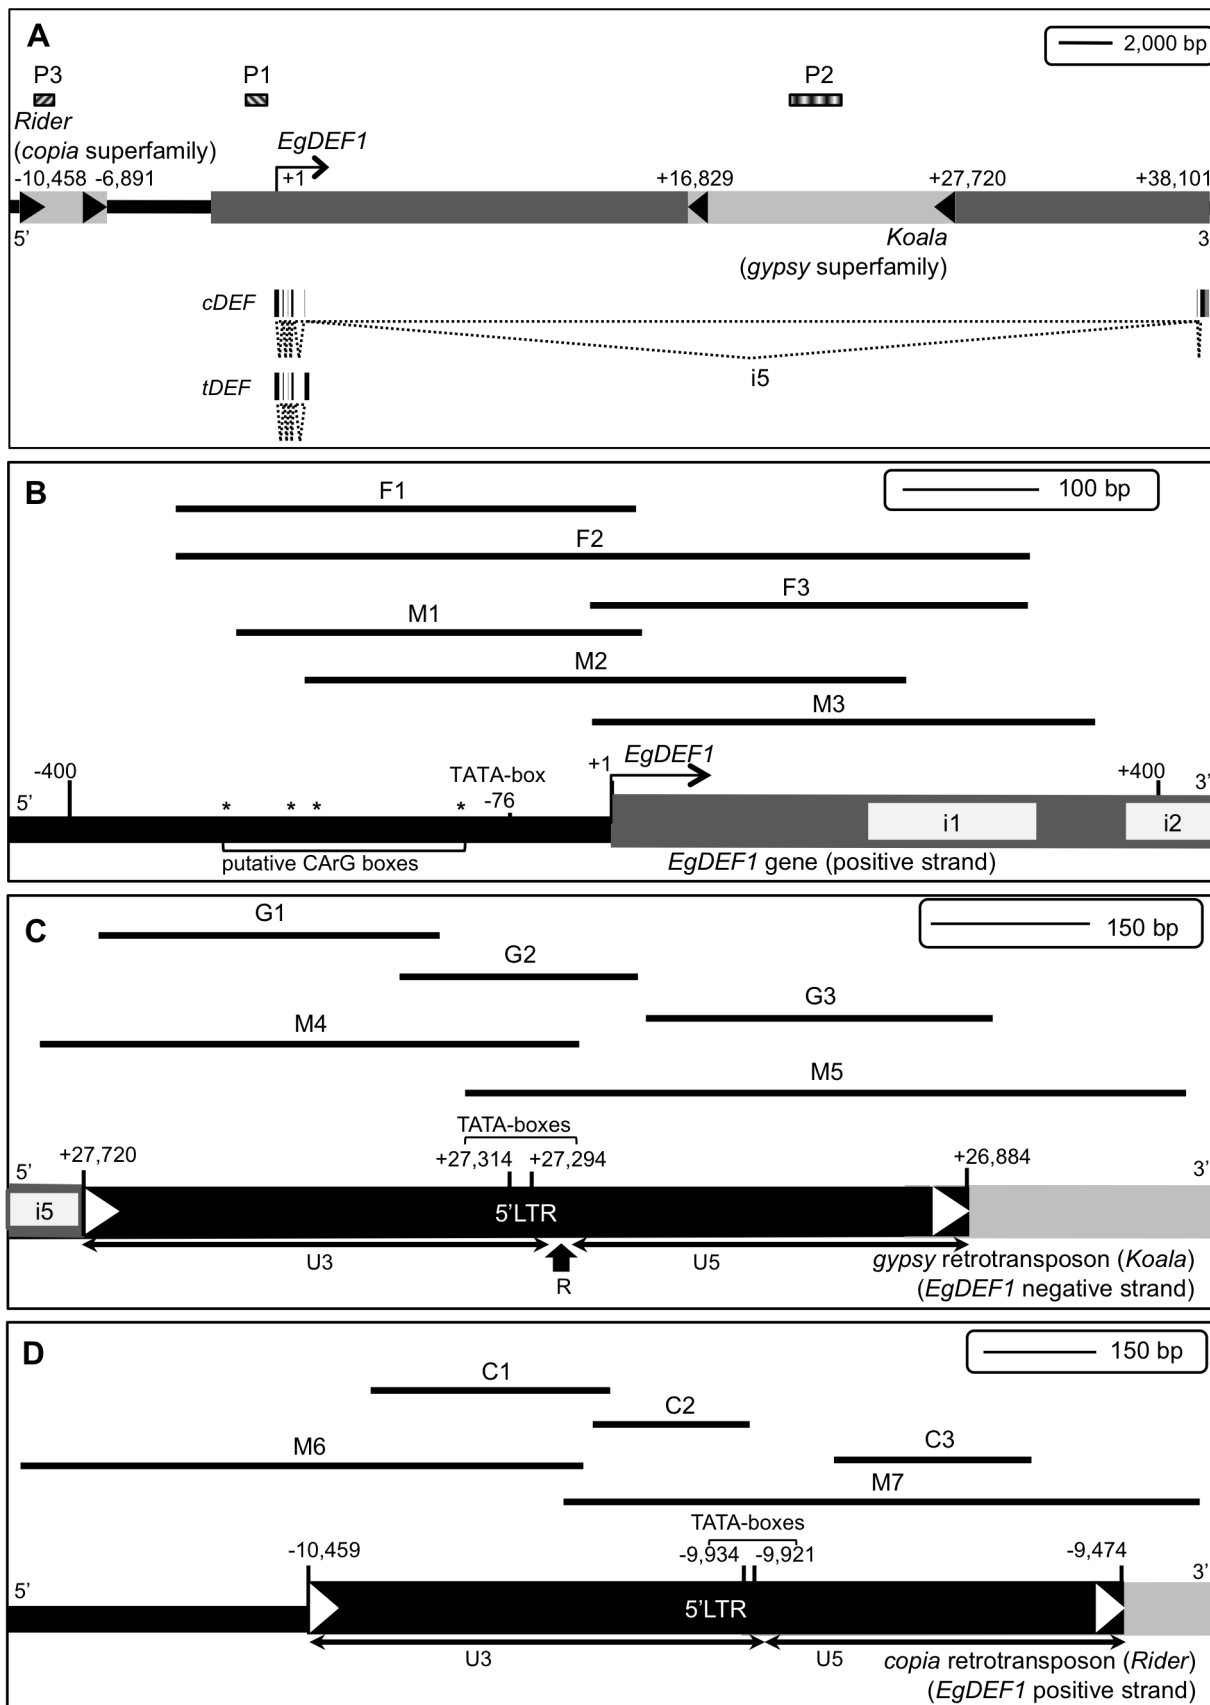 A
2,000 bp
P3
P1
P2
Rider
(copia superfamily)
EgDEF1
-10,458
-6,891
+1
+16,829
+27,720
+38,101
5’
3
Koala
(gypsy superfamily)
cDEF
i5
tDEF
B
100 bp
F1
F2
F3
M1
M2
M3
-400
TATA-box
-76
+1
EgDEF1
+400
5’
3’
* * * *
i1
i2
putative CArG boxes
EgDEF1 gene (positive strand)
C
150 bp
G1
G2
G3
M4
M5
TATA-boxes
+27,720
+27,314
+27,294
+26,884
5’
3’
i5
5’LTR
U3
U5
R
gypsy retrotransposon (Koala)
(EgDEF1 negative strand)
D
150 bp
C1
C2
C3
M6
M7
TATA-boxes
-10,459
-9,934
-9,921
-9,474
5’
3’
5’LTR
U3
U5
copia retrotransposon (Rider)
(EgDEF1 positive strand)